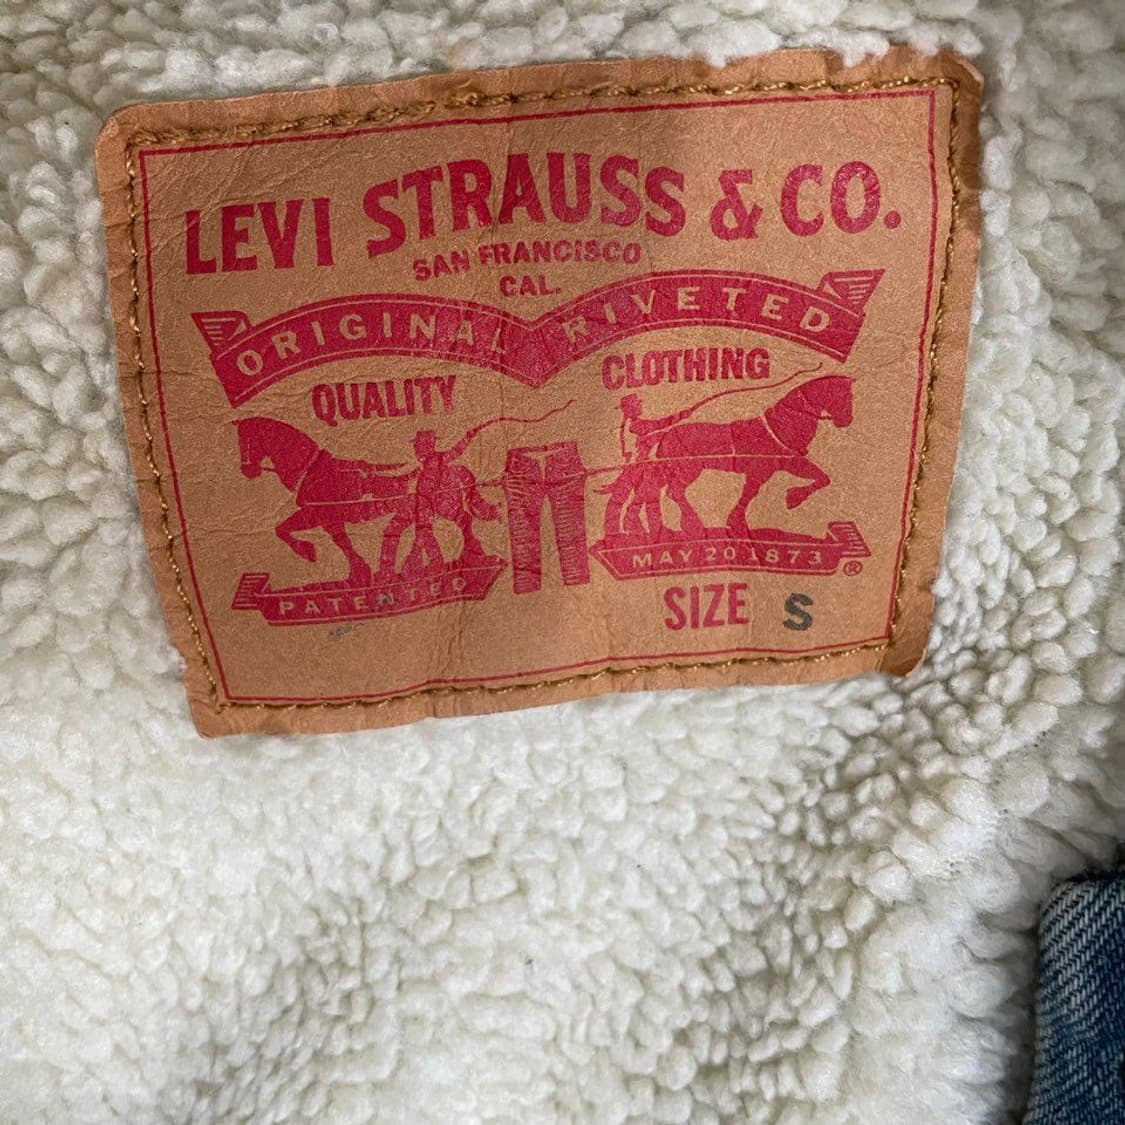 LEVI STRAUSS & CO.
SAN FRANCISCO
CAL.
ORIGINAL RIVETED
QUALITY CLOTHING
PATENTED MAY 20 1873 ®
SIZE S